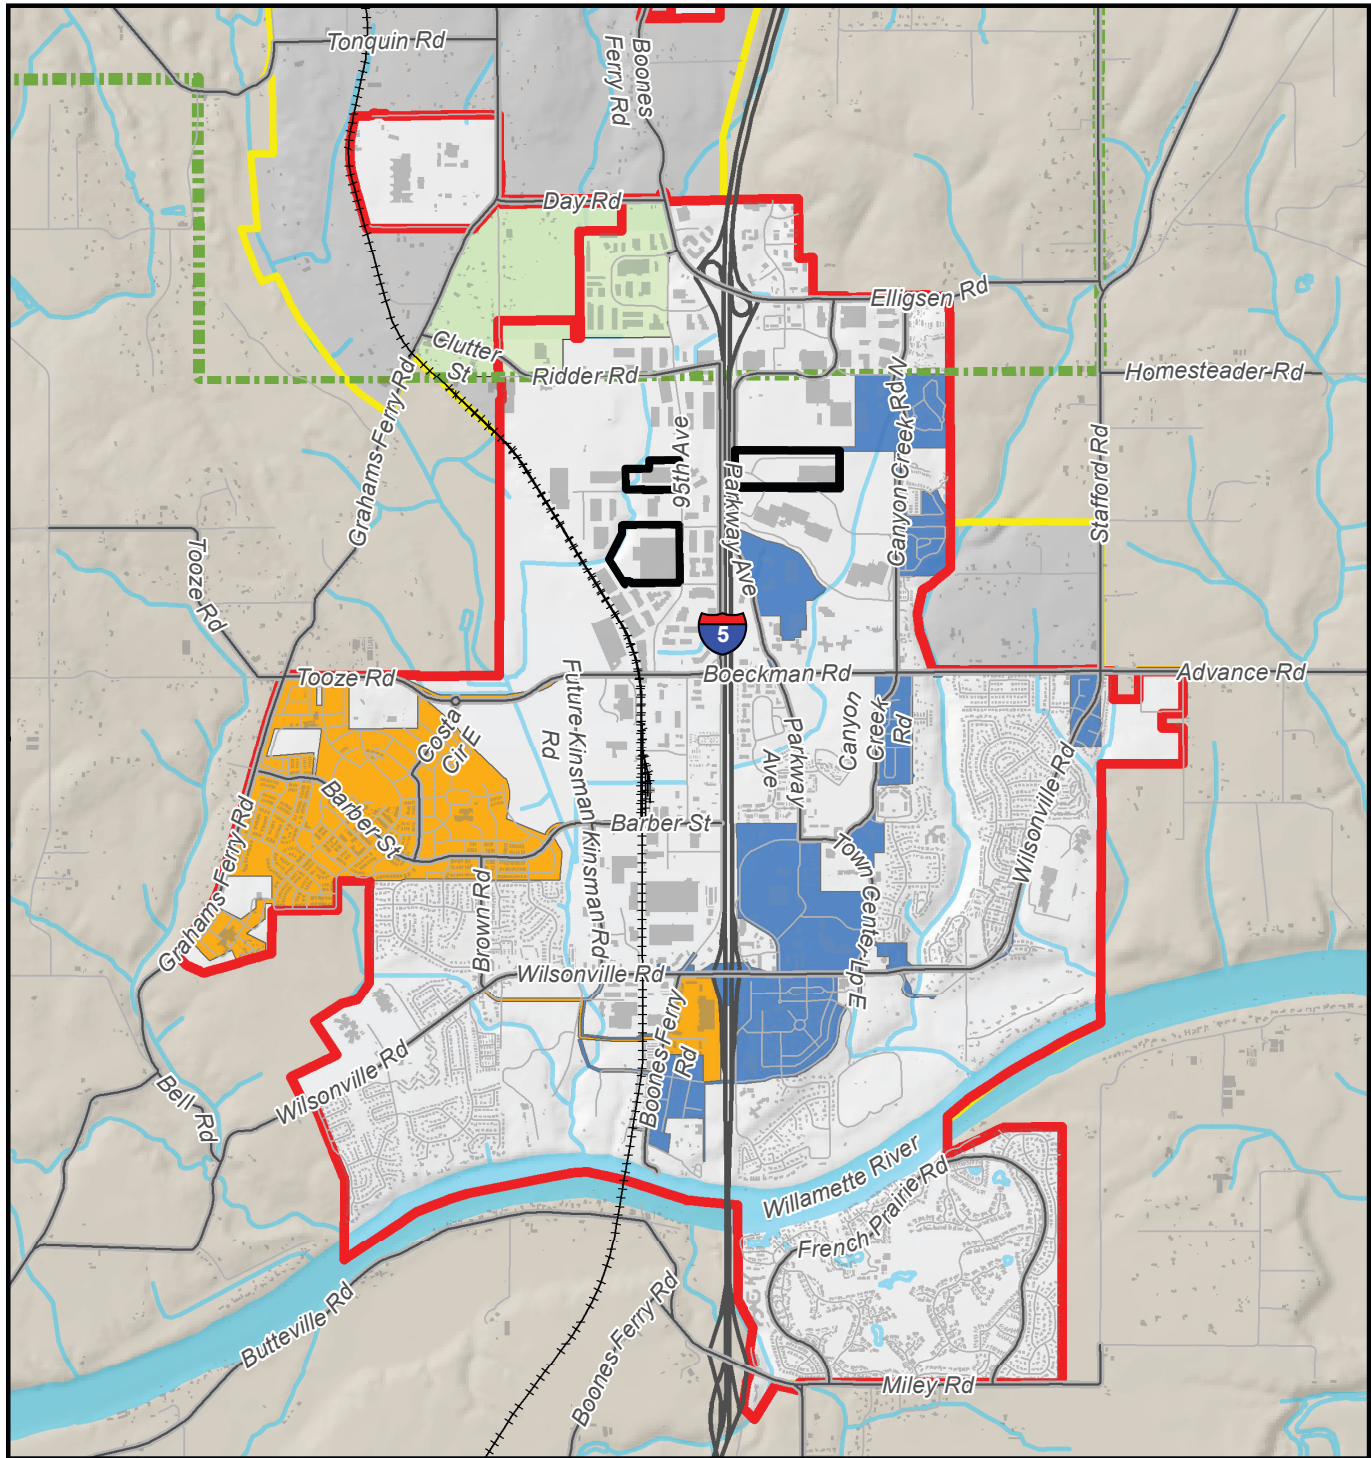 Tonquin Rd
Boones
Ferry Rd
Day Rd
Elligsen Rd
Clutter
St
Ridder Rd
Homesteader Rd
Grahams Ferry Rd
95th Ave
Parkway Ave
Canyon Creek Rd N
Stafford Rd
Tooze Rd
5
Tooze Rd
Boeckman Rd
Advance Rd
Costa
Cir E
Future Kinsman
Rd
Parkway
Ave
Canyon
Creek
Rd
Wilsonville Rd
Barber St
Barber St
Grahams Ferry Rd
Town Center Lp E
Brown Rd
Kinsman Rd
Wilsonville Rd
Boones Ferry
Rd
Wilsonville Rd
Bell Rd
Willamette River
French Prairie Rd
Butteville Rd
Boones Ferry Rd
Miley Rd